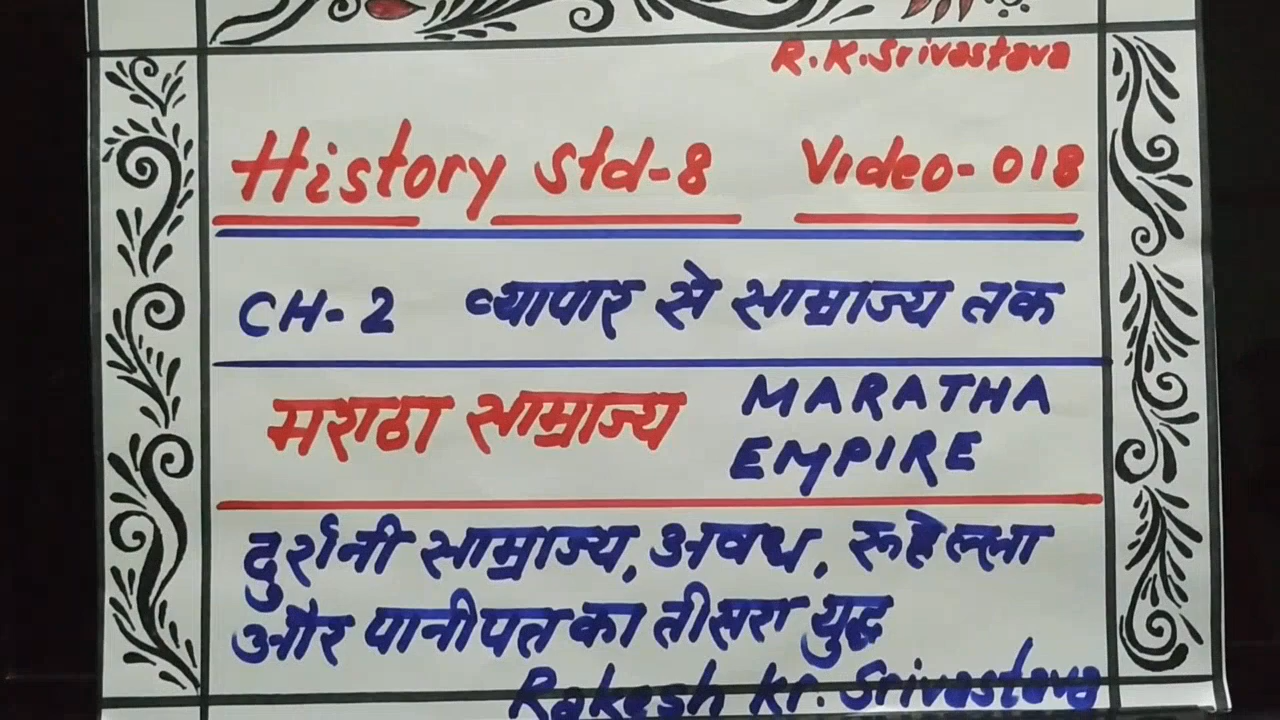 R.K.Srivastava
History Std-8 Video-018
CH-2 व्यापार से साम्राज्य तक
मराठा साम्राज्य MARATHA
EMPIRE
दुर्रानी साम्राज्य, अवध, रूहेल्ला
और पानीपत का तीसरा युद्ध
Rakesh Kr. Srivastava